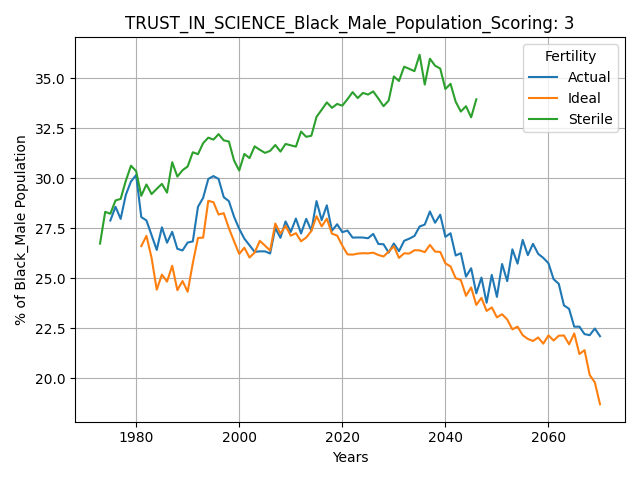 TRUST_IN_SCIENCE_Black_Male_Population_Scoring: 3
Fertility
Actual
Ideal
Sterile
% of Black_Male Population
35.0
32.5
30.0
27.5
25.0
22.5
20.0
1980 2000 2020 2040 2060
Years